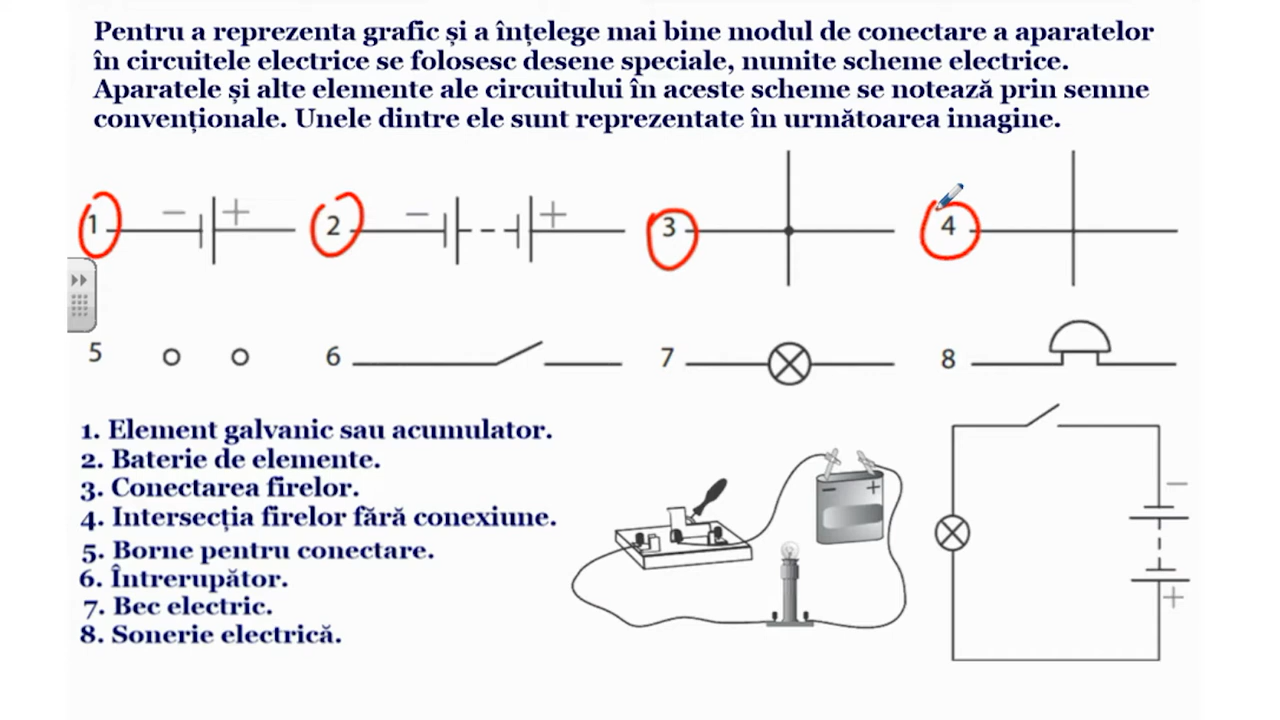 Pentru a reprezenta grafic și a înțelege mai bine modul de conectare a aparatelor
în circuitele electrice se folosesc desene speciale, numite scheme electrice.
Aparatele și alte elemente ale circuitului în aceste scheme se notează prin semne
convenționale. Unele dintre ele sunt reprezentate în următoarea imagine.
1 − + 2 − + 3 4
5 6 7 8
1. Element galvanic sau acumulator.
2. Baterie de elemente.
3. Conectarea firelor.
4. Intersecția firelor fără conexiune.
5. Borne pentru conectare.
6. Întrerupător.
7. Bec electric.
8. Sonerie electrică.
− +
−
+